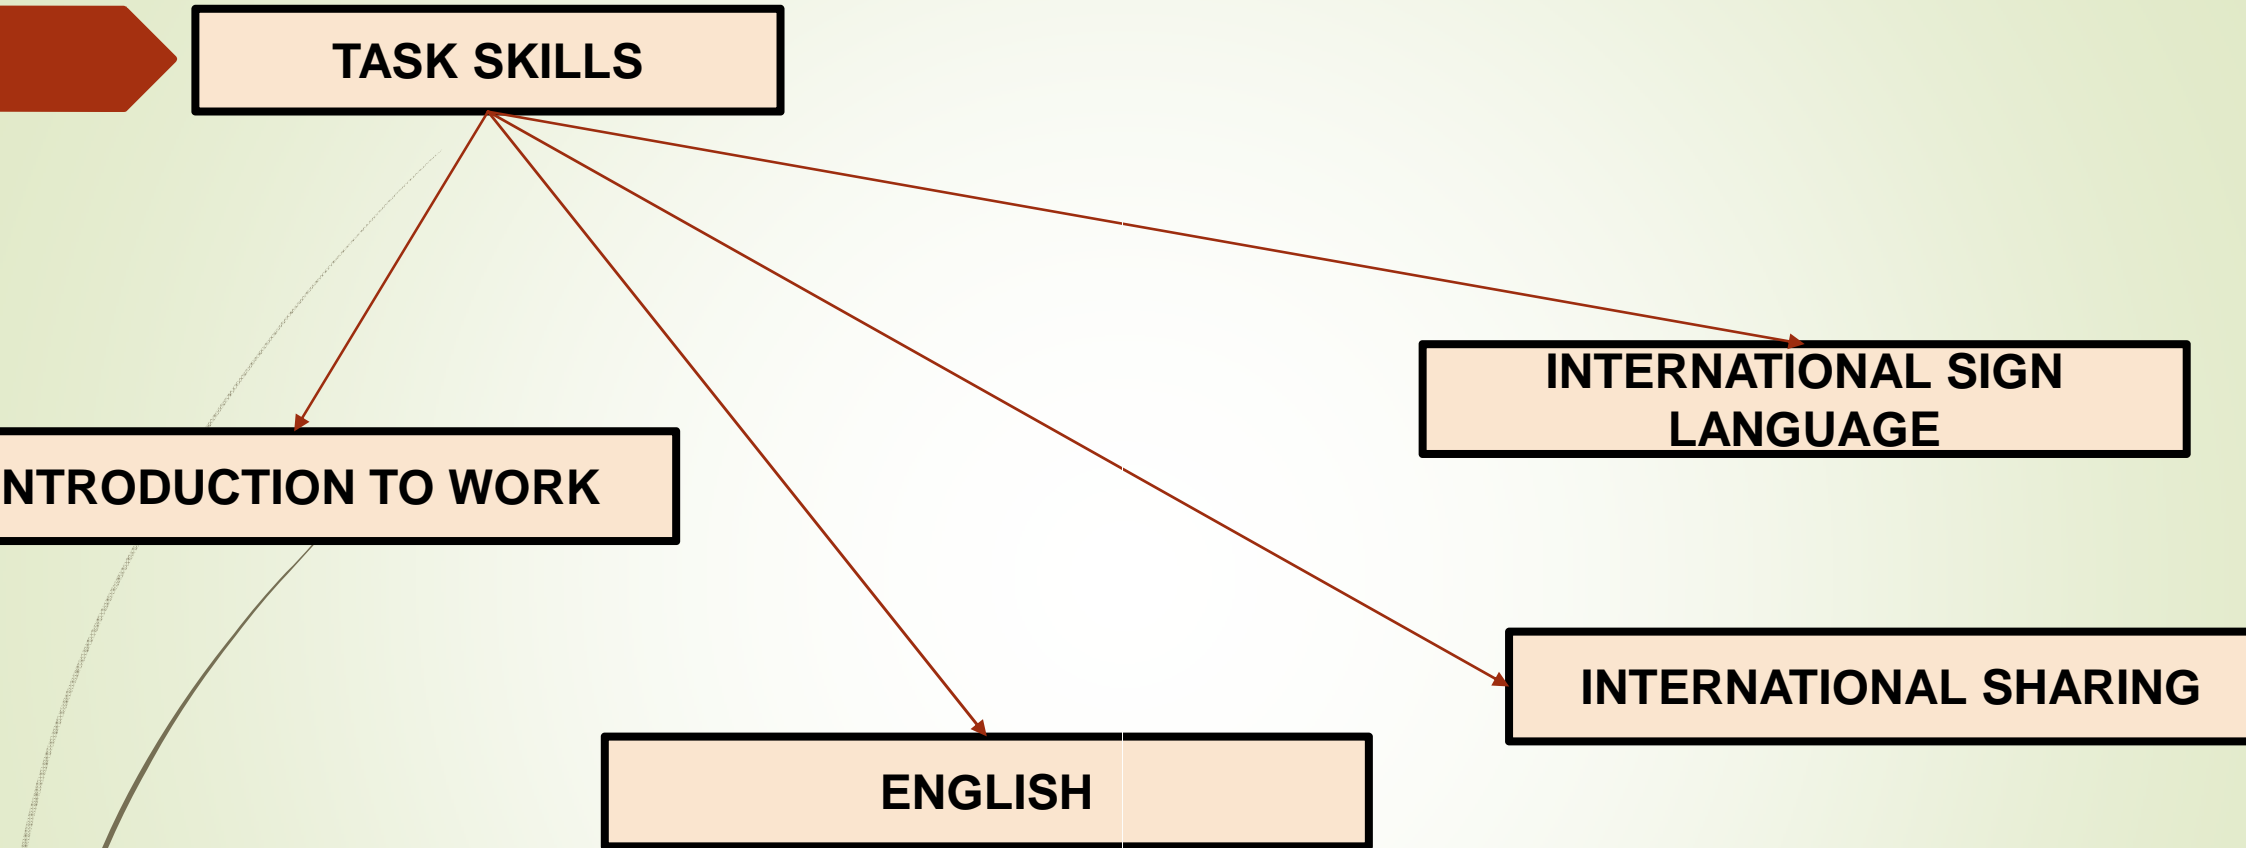 TASK SKILLS
INTERNATIONAL SIGN
LANGUAGE
NTRODUCTION TO WORK
INTERNATIONAL SHARING
ENGLISH